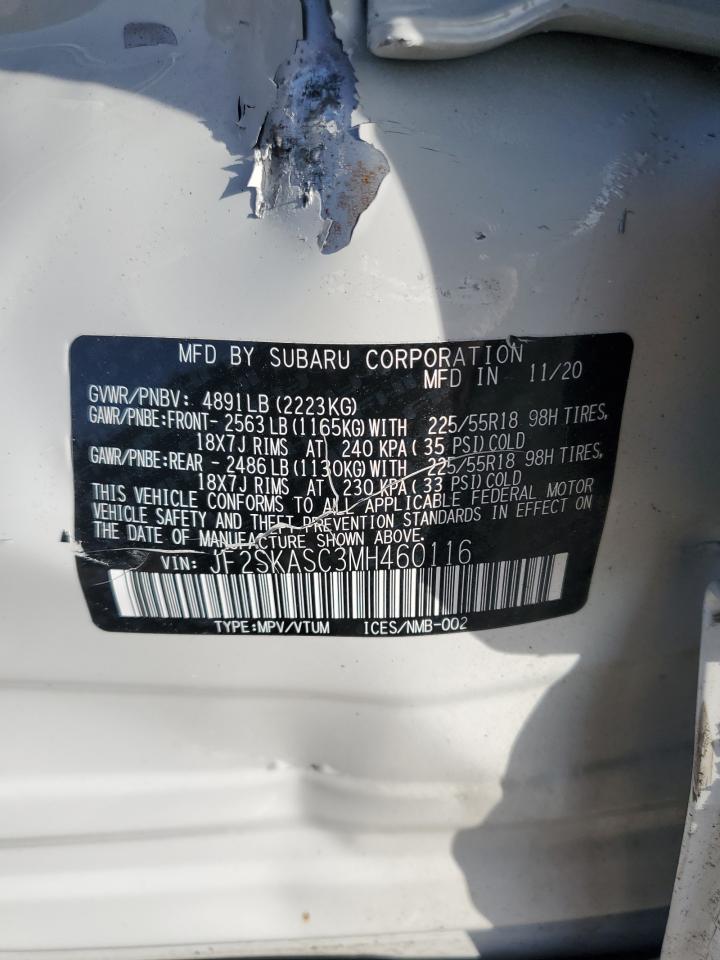 MFD BY SUBARU CORPORATION
MFD IN 11/20
GVWR/PNBV: 4891LB (2223KG)
GAWR/PNBE:FRONT- 2563LB(1165KG)WITH 225/55R18 98H TIRES,
18X7J RIMS AT 240 KPA( 35 PSI)COLD
GAWR/PNBE:REAR - 2486LB(1130KG)WITH 225/55R18 98H TIRES,
18X7J RIMS AT 230 KPA( 33 PSI)COLD
THIS VEHICLE CONFORMS TO ALL APPLICABLE FEDERAL MOTOR
VEHICLE SAFETY AND THEFT PREVENTION STANDARDS IN EFFECT ON
THE DATE OF MANUFACTURE SHOWN ABOVE.
VIN: JF2SKASC3MH460116
TYPE:MPV/VTUM ICES/NMB-002